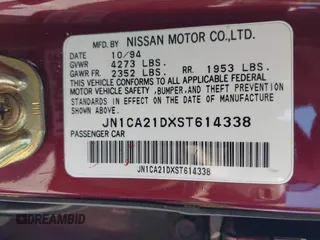 MFD. BY NISSAN MOTOR CO.,LTD.
DATE 10/94
GVWR 4273 LBS.
GAWR FR. 2352 LBS. RR. 1953 LBS.
THIS VEHICLE CONFORMS TO ALL APPLICABLE FEDERAL
MOTOR VEHICLE SAFETY, BUMPER, AND THEFT PREVENTION
STANDARDS IN EFFECT ON THE DATE OF MANUFACTURE
SHOWN ABOVE.
JN1CA21DXST614338
PASSENGER CAR
JN1CA21DXST614338
DREAMBID